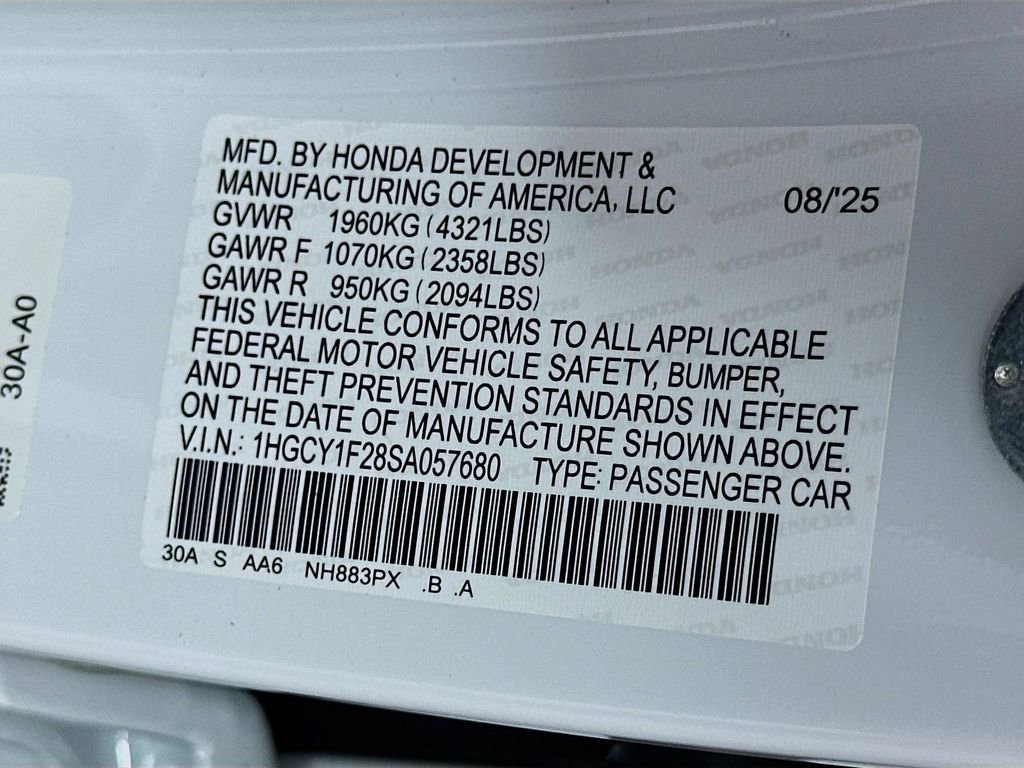 MFD. BY HONDA DEVELOPMENT &
MANUFACTURING OF AMERICA, LLC 08/'25
GVWR 1960KG (4321LBS)
GAWR F 1070KG (2358LBS)
GAWR R 950KG (2094LBS)
THIS VEHICLE CONFORMS TO ALL APPLICABLE
FEDERAL MOTOR VEHICLE SAFETY, BUMPER,
AND THEFT PREVENTION STANDARDS IN EFFECT
ON THE DATE OF MANUFACTURE SHOWN ABOVE.
V.I.N.: 1HGCY1F28SA057680 TYPE: PASSENGER CAR
30A S AA6 NH883PX .B .A
30A-A0